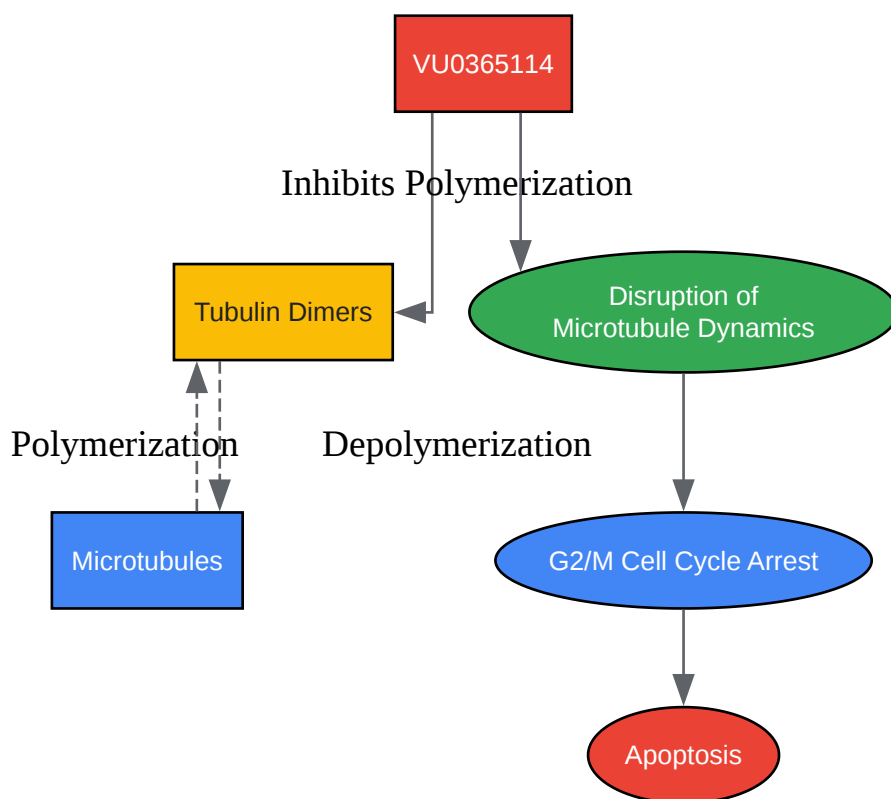 VU0365114
Inhibits Polymerization
Tubulin Dimers
Disruption of
Microtubule Dynamics
Polymerization
Depolymerization
Microtubules
G2/M Cell Cycle Arrest
Apoptosis